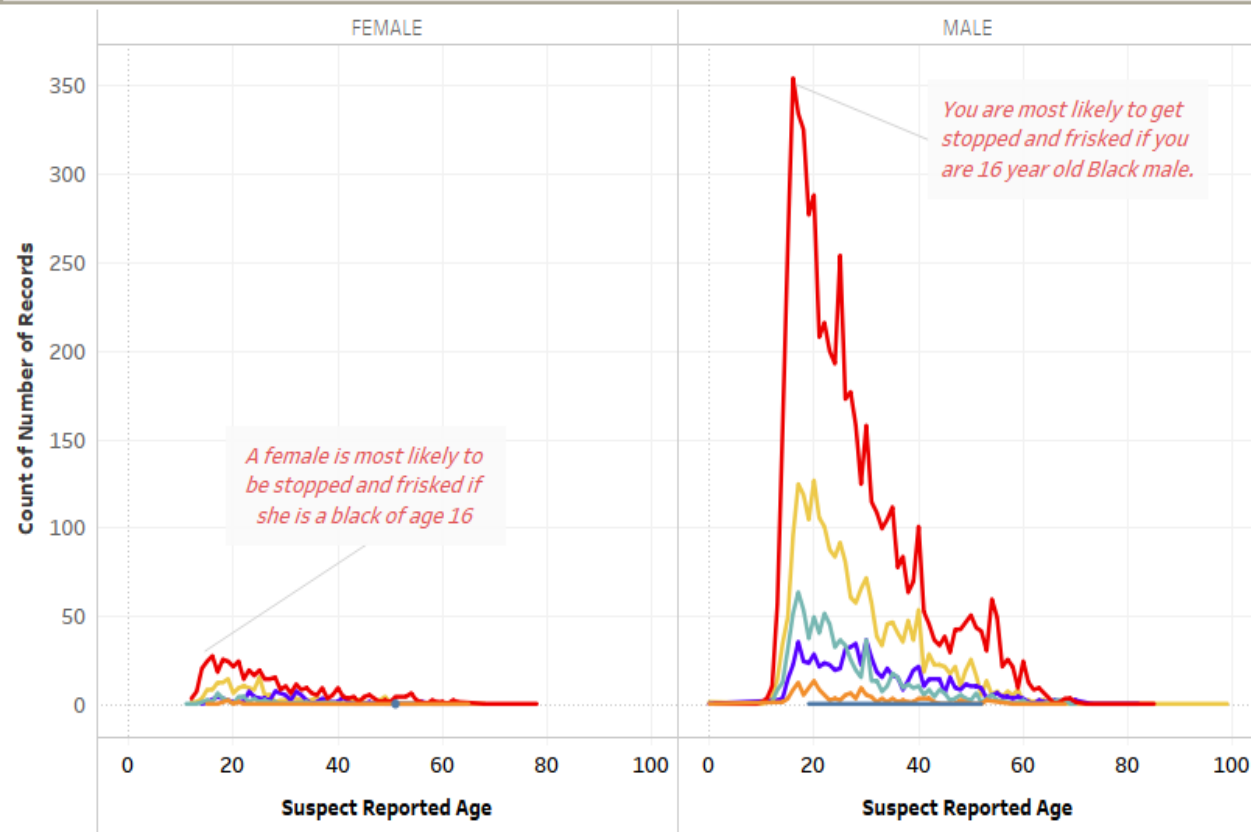 FEMALE
MALE
350
300
250
200
150
100
50
0
Count of Number of Records
You are most likely to get
stopped and frisked if you
are 16 year old Black male.
A female is most likely to
be stopped and frisked if
she is a black of age 16
0 20 40 60 80 100
0 20 40 60 80 100
Suspect Reported Age
Suspect Reported Age